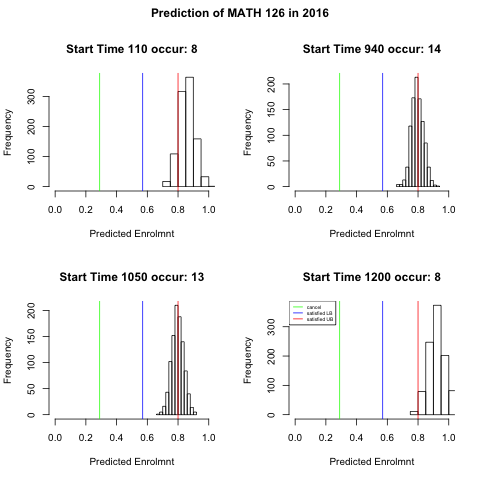 Prediction of MATH 126 in 2016
Start Time 110 occur: 8
Frequency
300
200
100
0
0.0 0.2 0.4 0.6 0.8 1.0
Predicted Enrolmnt
Start Time 940 occur: 14
Frequency
200
150
100
50
0
0.0 0.2 0.4 0.6 0.8 1.0
Predicted Enrolmnt
Start Time 1050 occur: 13
Frequency
200
150
100
50
0
0.0 0.2 0.4 0.6 0.8 1.0
Predicted Enrolmnt
Start Time 1200 occur: 8
cancel
satisfied LB
satisfied UB
Frequency
300
200
100
0
0.0 0.2 0.4 0.6 0.8 1.0
Predicted Enrolmnt